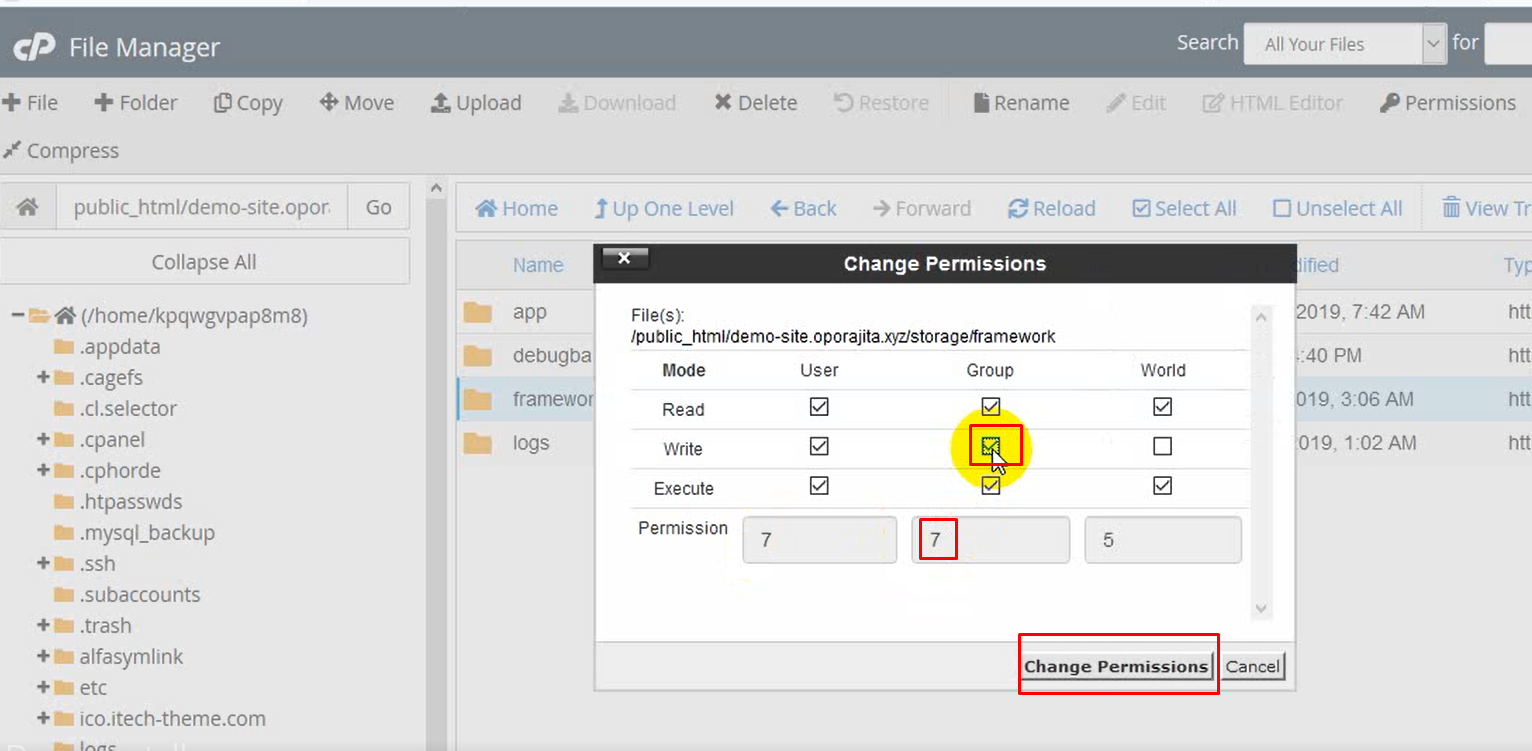 cP File Manager
Search All Your Files for
File Folder Copy Move Upload Download Delete Restore Rename Edit HTML Editor Permissions
Compress
public_html/demo-site.opor Go
Home Up One Level Back Forward Reload Select All Unselect All View Tr
Collapse All
Name dified Typ
(/home/kpqwgvpap8m8)
.appdata
.cagefs
.cl.selector
.cpanel
.cphorde
.htpasswds
.mysql_backup
.ssh
.subaccounts
.trash
alfasymlink
etc
ico.itech-theme.com
logs
app 2019, 7:42 AM htt
debugba :40 PM htt
framewor 019, 3:06 AM htt
logs 2019, 1:02 AM htt
x Change Permissions
File(s):
/public_html/demo-site.oporajita.xyz/storage/framework
Mode User Group World
Read
Write
Execute
Permission 7 7 5
Change Permissions Cancel